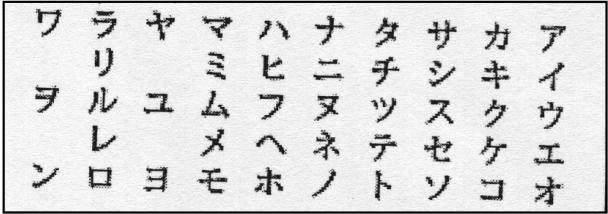 アイウエオ
カキクケコ
サシスセソ
タチツテト
ナニヌネノ
ハヒフヘホ
マミムメモ
ヤユヨ
ラリルレロ
ワヲン